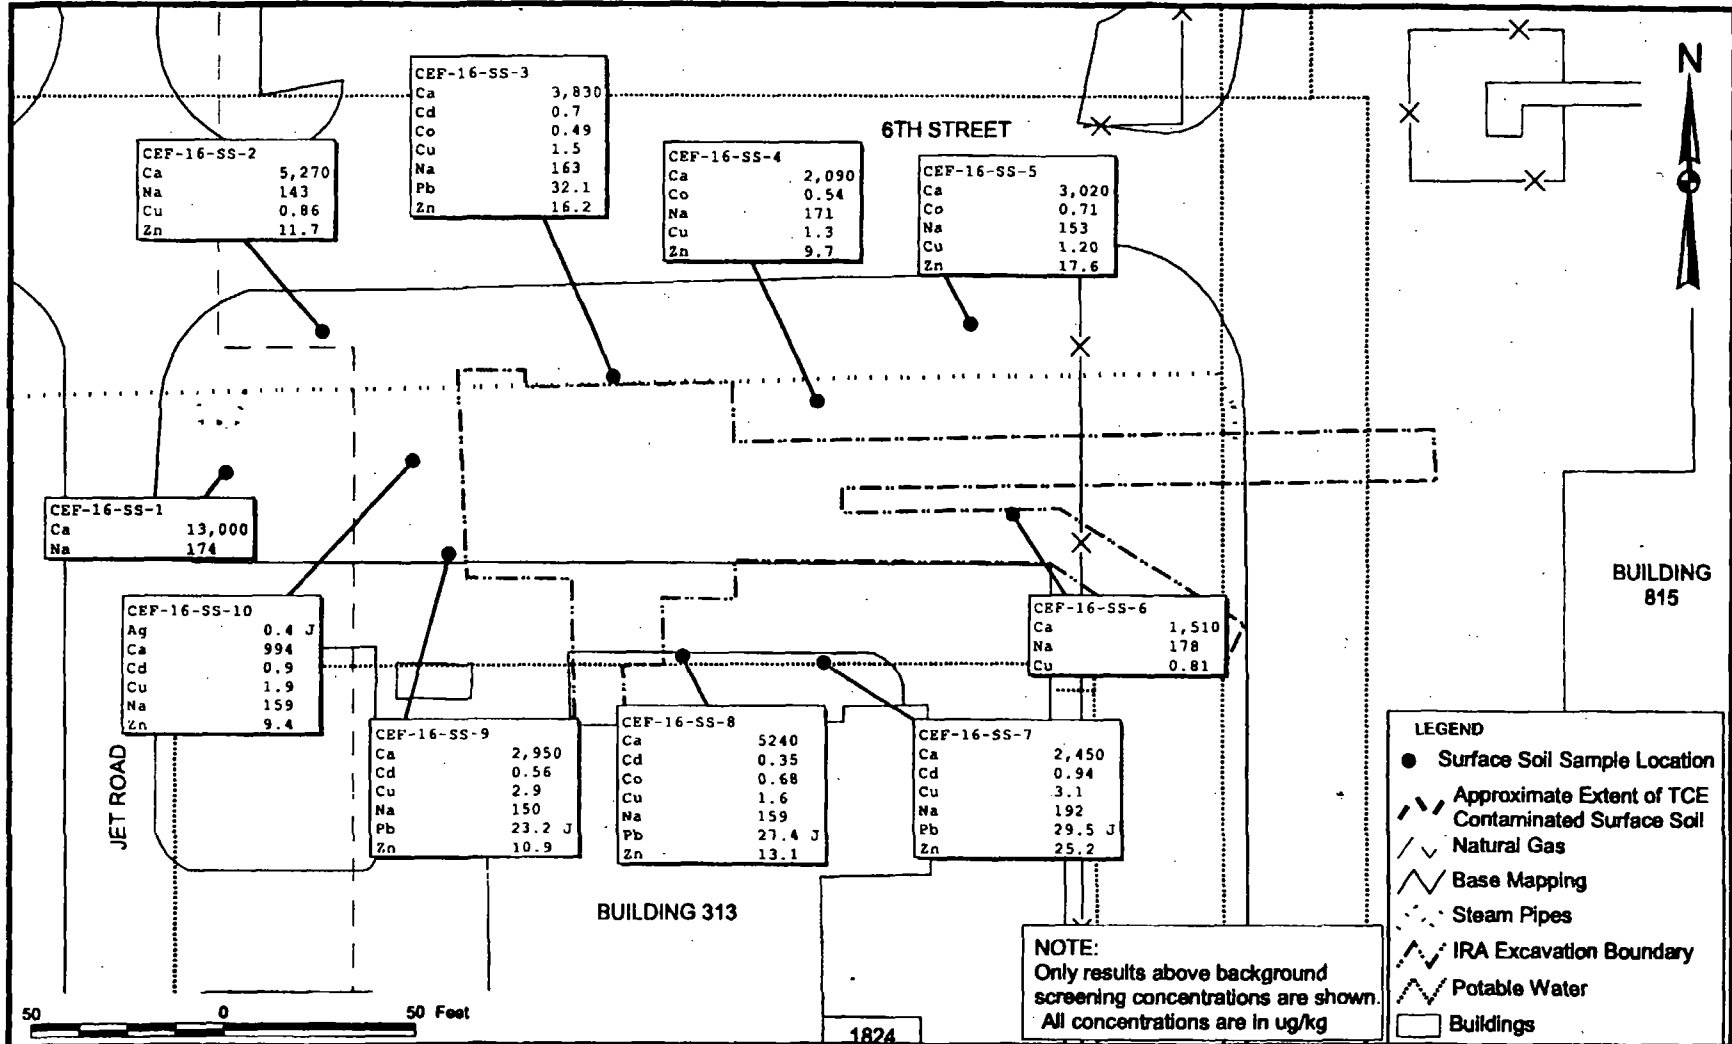 CEF-16-SS-3
Ca 3,830
Cd 0.7
Co 0.49
Cu 1.5
Na 163
Pb 32.1
Zn 16.2
N
6TH STREET
CEF-16-SS-2
Ca 5,270
Na 143
Cu 0.86
Zn 11.7
CEF-16-SS-4
Ca 2,090
Co 0.54
Na 171
Cu 1.3
Zn 9.7
CEF-16-SS-5
Ca 3,020
Co 0.71
Na 153
Cu 1.20
Zn 17.6
CEF-16-SS-1
Ca 13,000
Na 174
BUILDING
815
CEF-16-SS-10
Ag 0.4 J
Ca 994
Cd 0.9
Cu 1.9
Na 159
Zn 9.4
CEF-16-SS-6
Ca 1,510
Na 178
Cu 0.81
JET ROAD
CEF-16-SS-9
Ca 2,950
Cd 0.56
Cu 2.9
Na 150
Pb 23.2 J
Zn 10.9
CEF-16-SS-8
Ca 5240
Cd 0.35
Co 0.68
Cu 1.6
Na 159
Pb 27.4 J
Zn 13.1
CEF-16-SS-7
Ca 2,450
Cd 0.94
Cu 3.1
Na 192
Pb 29.5 J
Zn 25.2
BUILDING 313
LEGEND
Surface Soil Sample Location
Approximate Extent of TCE
Contaminated Surface Soil
Natural Gas
Base Mapping
Steam Pipes
IRA Excavation Boundary
Potable Water
Buildings
NOTE:
Only results above background
screening concentrations are shown.
All concentrations are in ug/kg
50 0 50 Feet
1824